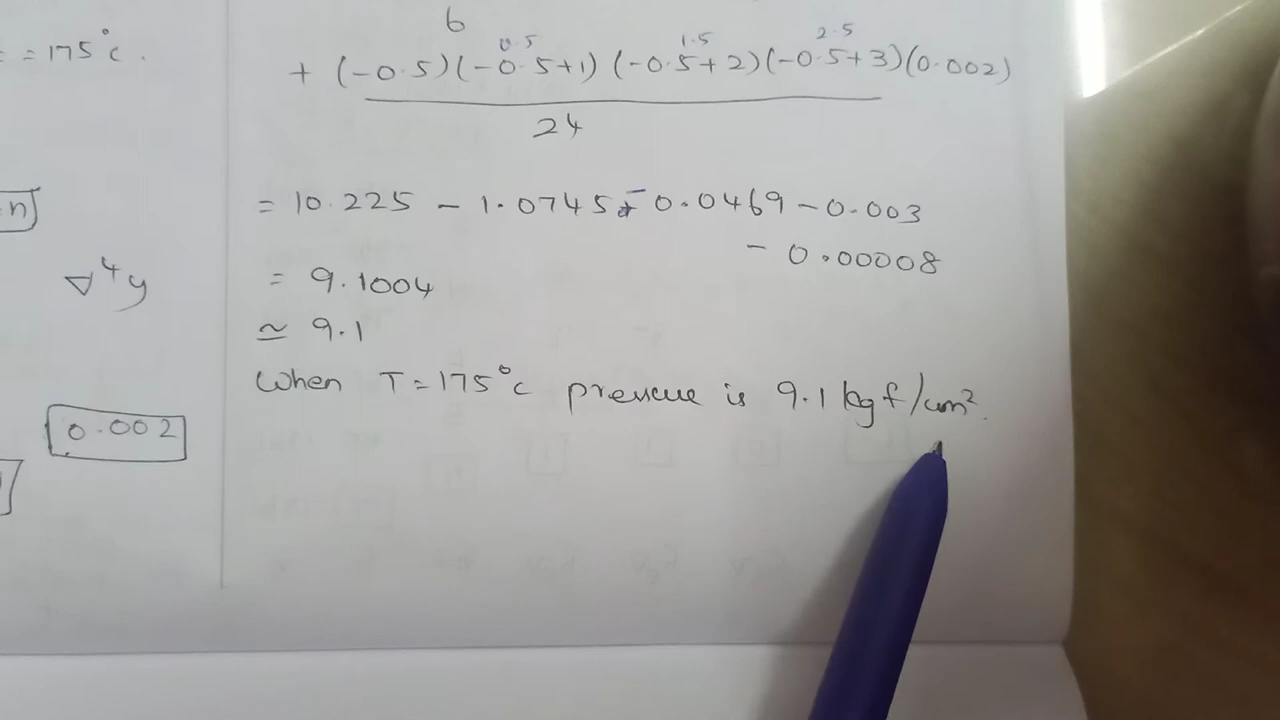 = 175°c.
n]
∇⁴y
0.002
6
0.5 1.5 2.5
+ (-0.5)(-0.5+1) (-0.5+2)(-0.5+3)(0.002)
24
= 10.225 - 1.0745 - 0.0469 - 0.003
- 0.00008
= 9.1004
≃ 9.1
When T = 175°c pressure is 9.1 kgf/cm².